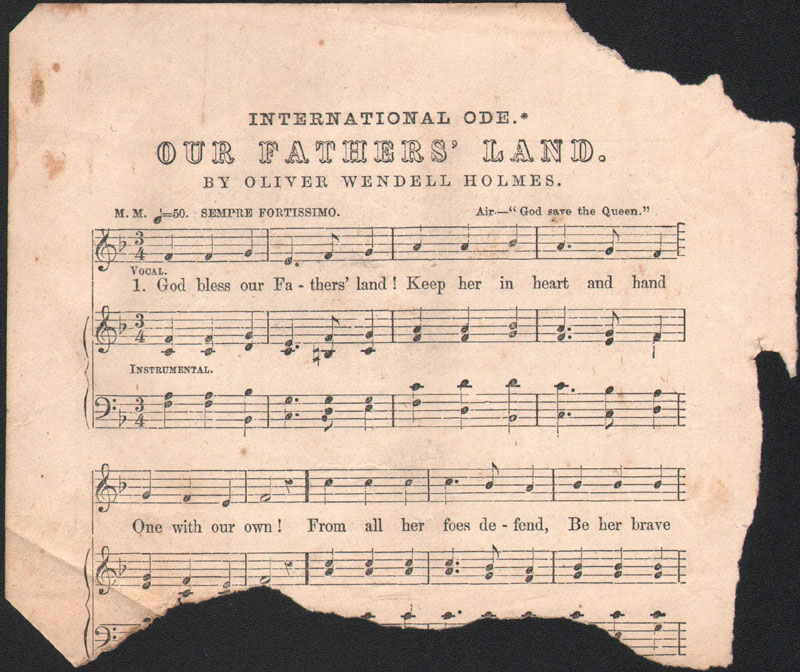 INTERNATIONAL ODE.*
OUR FATHERS' LAND.
BY OLIVER WENDELL HOLMES.
M. M. 𝅗𝅥=50. SEMPRE FORTISSIMO. Air—“God save the Queen.”
VOCAL.
1. God bless our Fa - thers' land! Keep her in heart and hand
INSTRUMENTAL.
One with our own! From all her foes de - fend, Be her brave